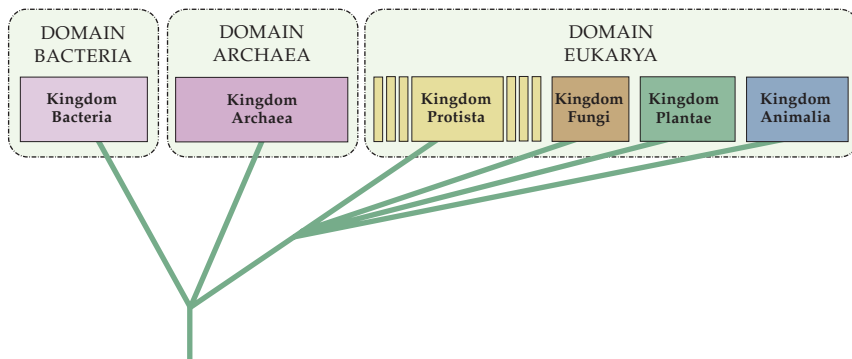 DOMAIN
BACTERIA
DOMAIN
ARCHAEA
DOMAIN
EUKARYA
Kingdom
Bacteria
Kingdom
Archaea
Kingdom
Protista
Kingdom
Fungi
Kingdom
Plantae
Kingdom
Animalia